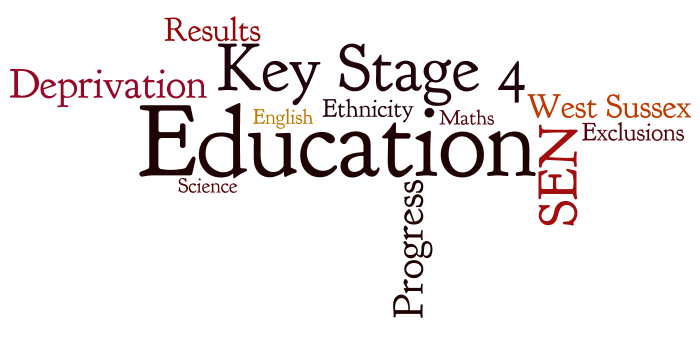 Results
Key Stage 4
Deprivation
West Sussex
English
Ethnicity
Maths
Exclusions
Education
SEN
Science
Progress